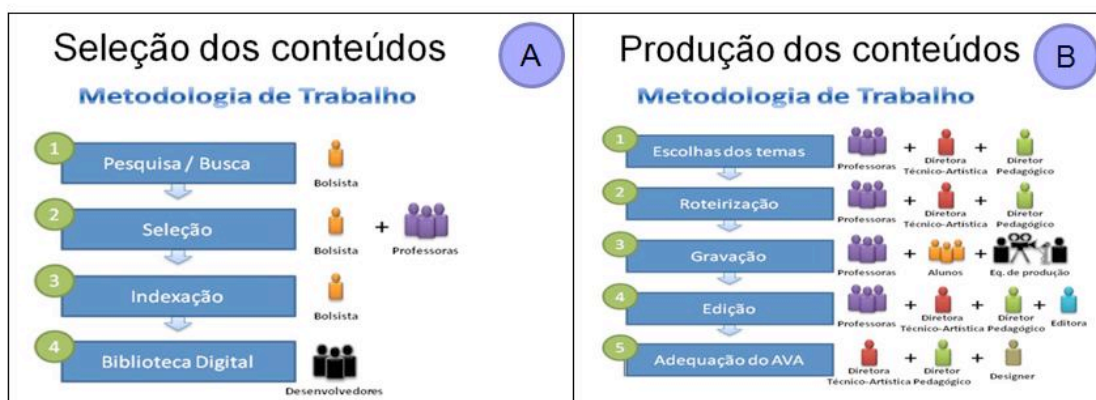 Seleção dos conteúdos
A
Metodologia de Trabalho
1
Pesquisa / Busca
Bolsista
2
Seleção
Bolsista
+
Professoras
3
Indexação
Bolsista
4
Biblioteca Digital
Desenvolvedores
Produção dos conteúdos
B
Metodologia de Trabalho
1
Escolhas dos temas
Professoras
+
Diretora
Técnico-Artística
+
Diretor
Pedagógico
2
Roteirização
Professoras
+
Diretora
Técnico-Artística
+
Diretor
Pedagógico
3
Gravação
Professoras
+
Alunos
+
Eq. de produção
4
Edição
Professoras
+
Diretora
Técnico-Artística
+
Diretor
Pedagógico
+
Editora
5
Adequação do AVA
Diretora
Técnico-Artística
+
Diretor
Pedagógico
+
Designer